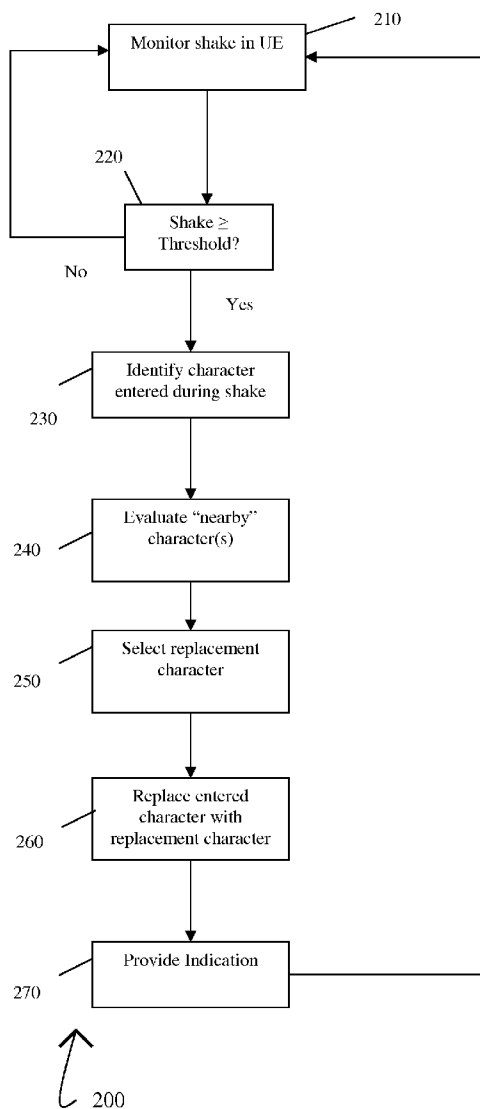 210
Monitor shake in UE
220
Shake ≥
Threshold?
No
Yes
Identify character
entered during shake
230
Evaluate “nearby”
character(s)
240
Select replacement
character
250
Replace entered
character with
replacement character
260
Provide Indication
270
200